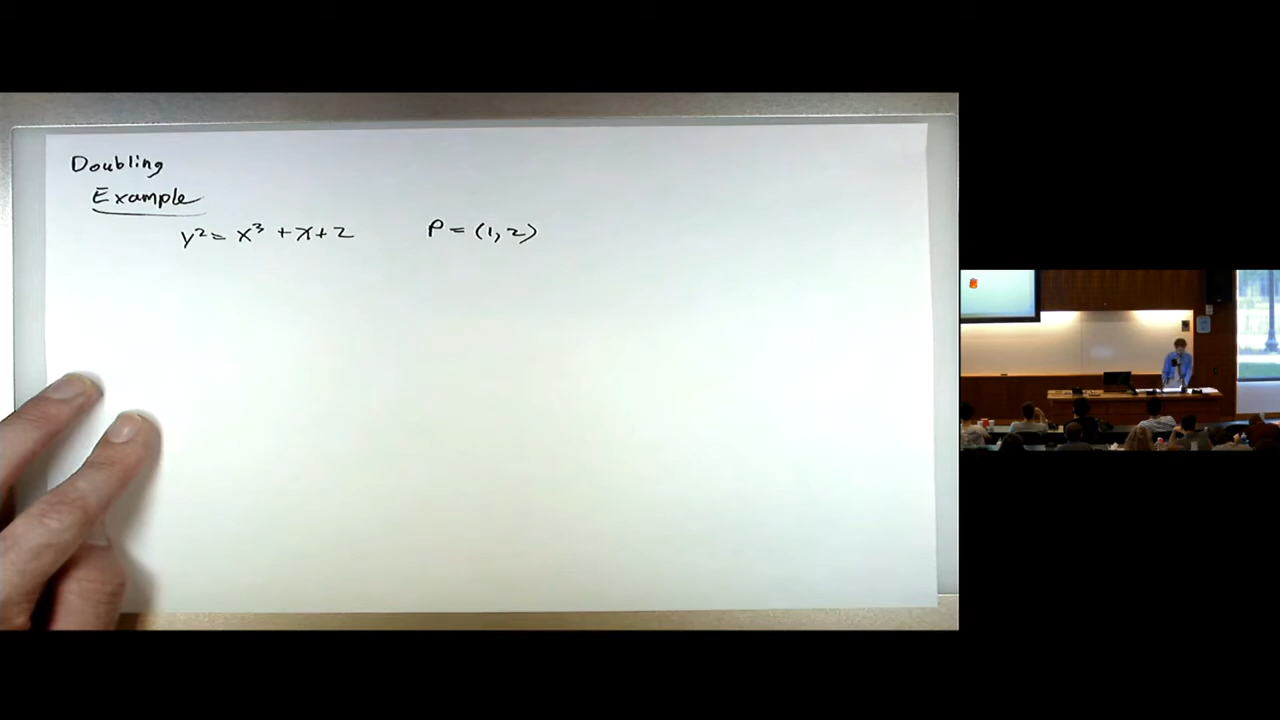 Doubling
Example
y² = x³ + x + 2 P = (1, 2)